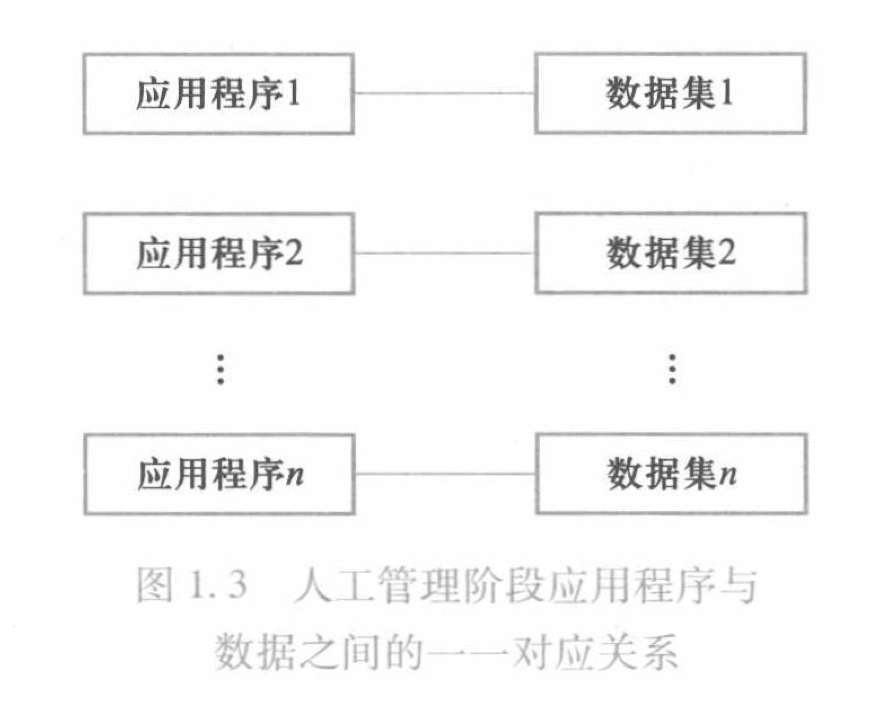 应用程序1 数据集1
应用程序2 数据集2
⋮ ⋮
应用程序n 数据集n
图 1.3 人工管理阶段应用程序与
数据之间的一一对应关系